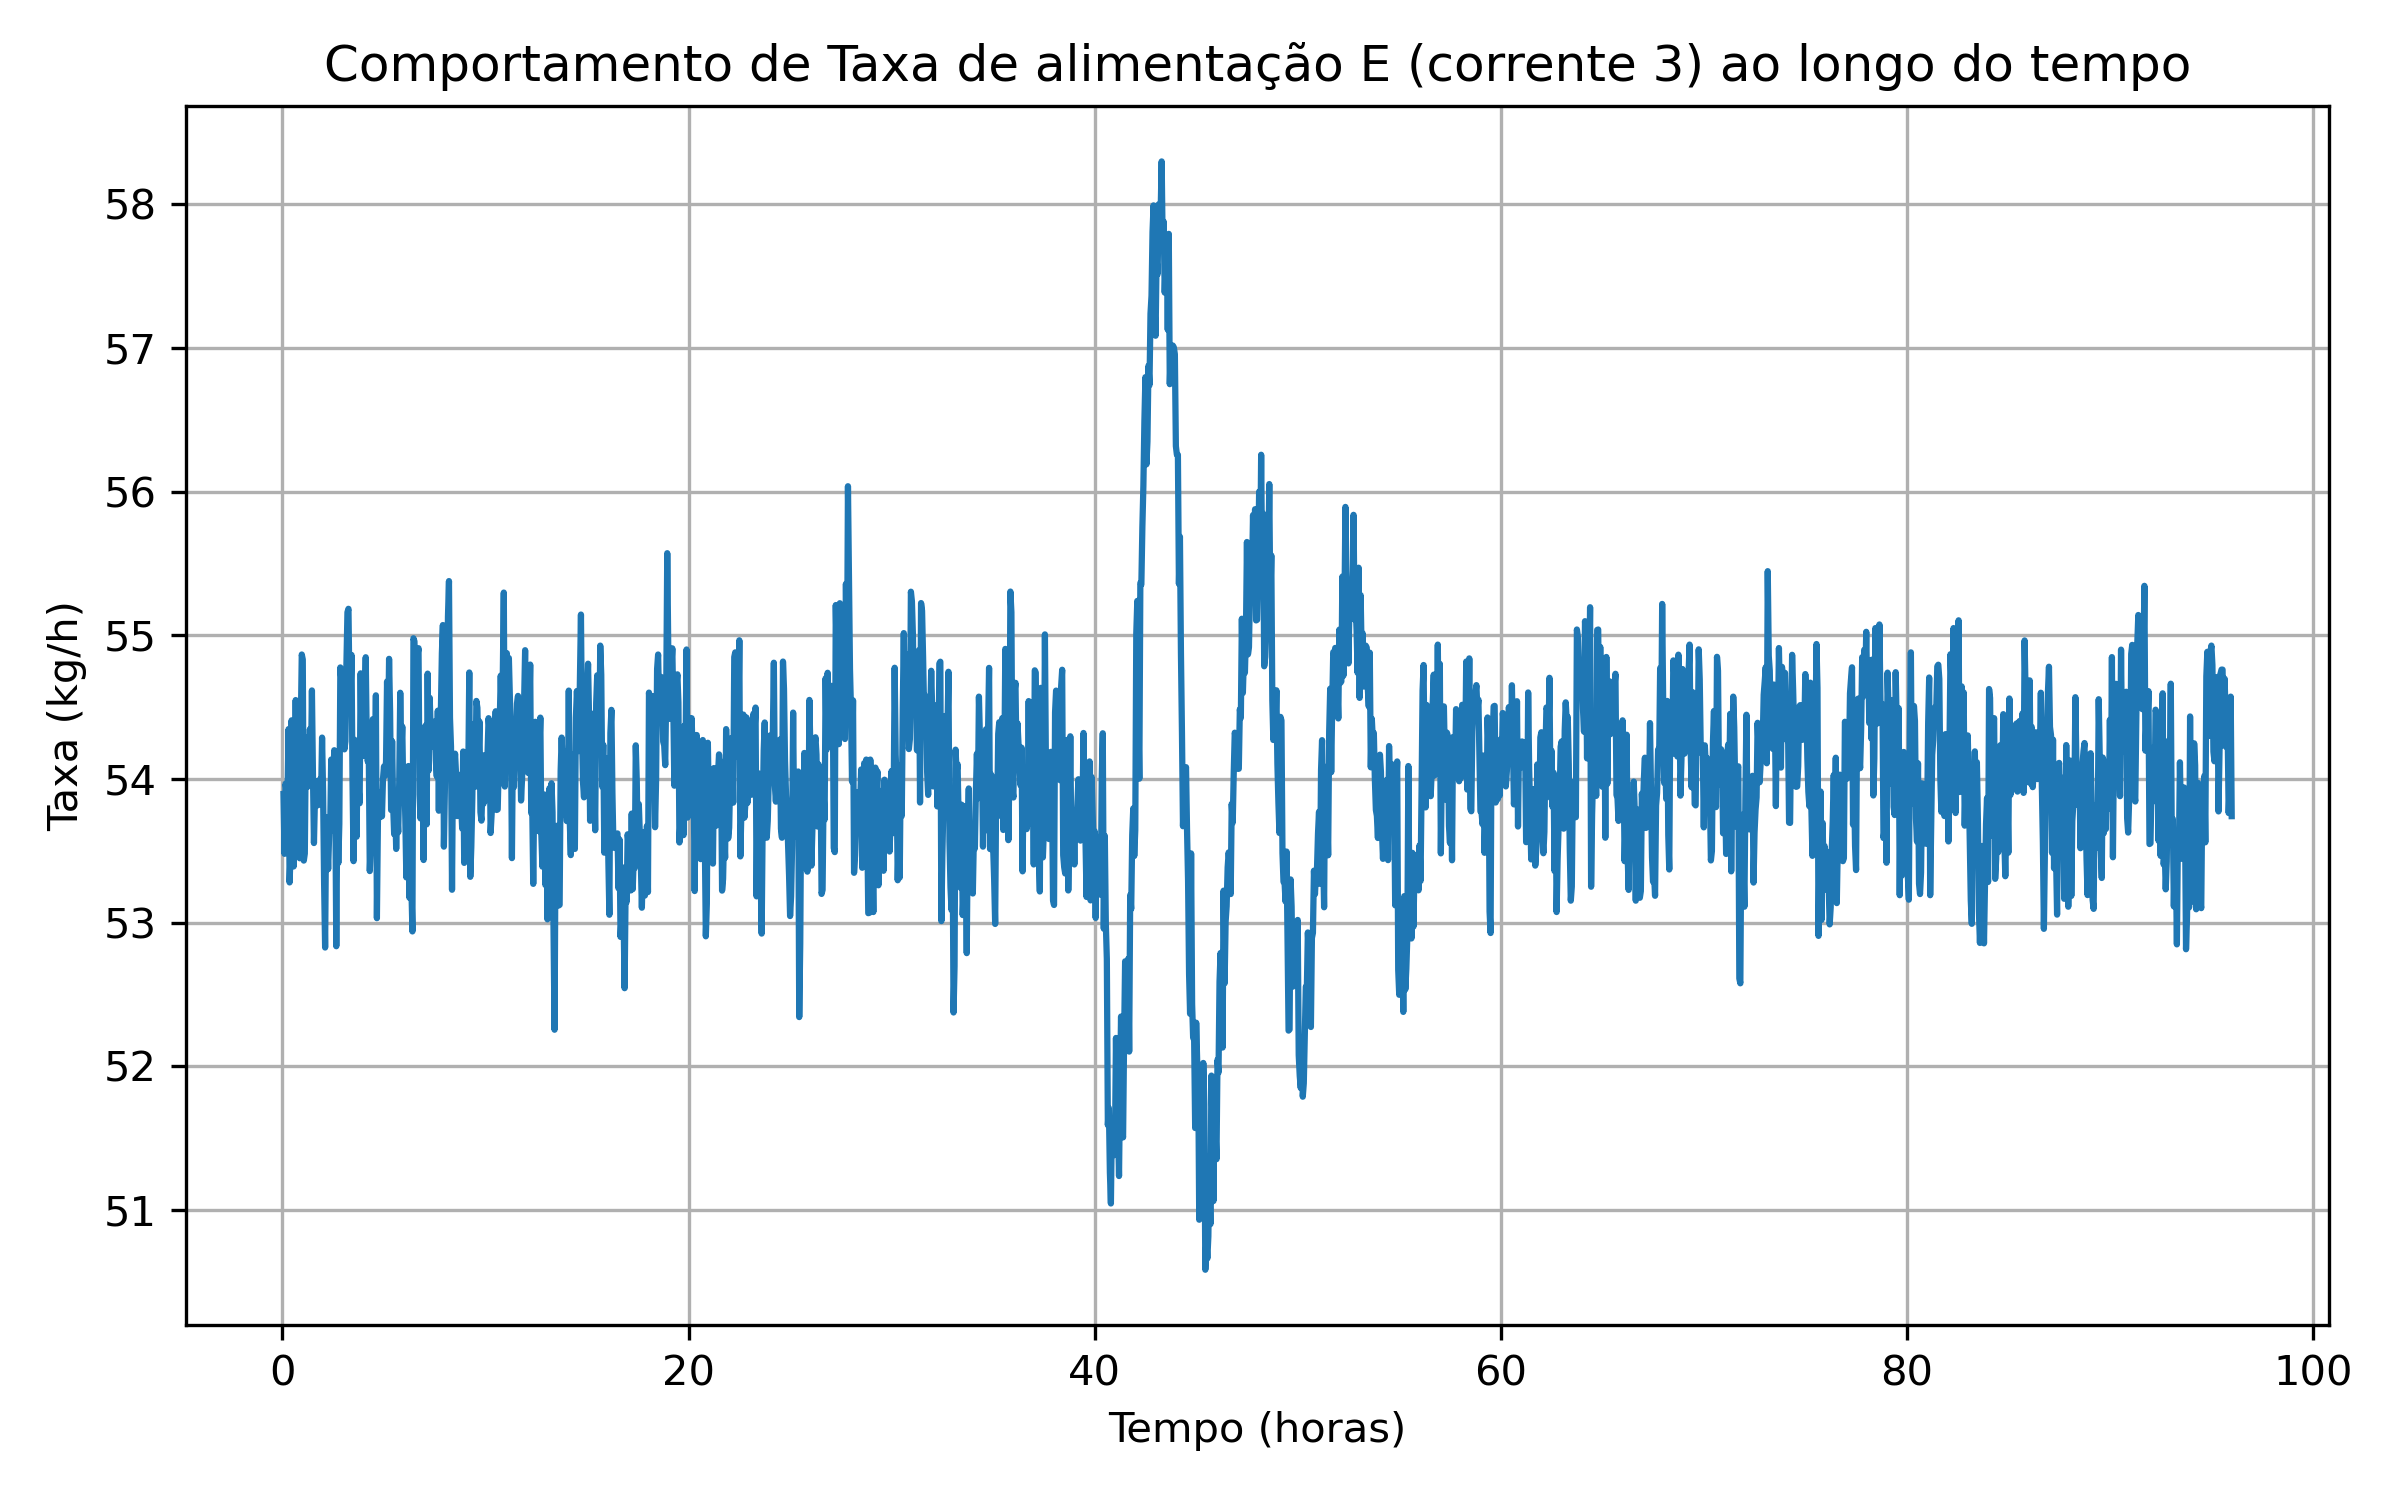 Comportamento de Taxa de alimentação E (corrente 3) ao longo do tempo
Taxa (kg/h)
58
57
56
55
54
53
52
51
0 20 40 60 80 100
Tempo (horas)